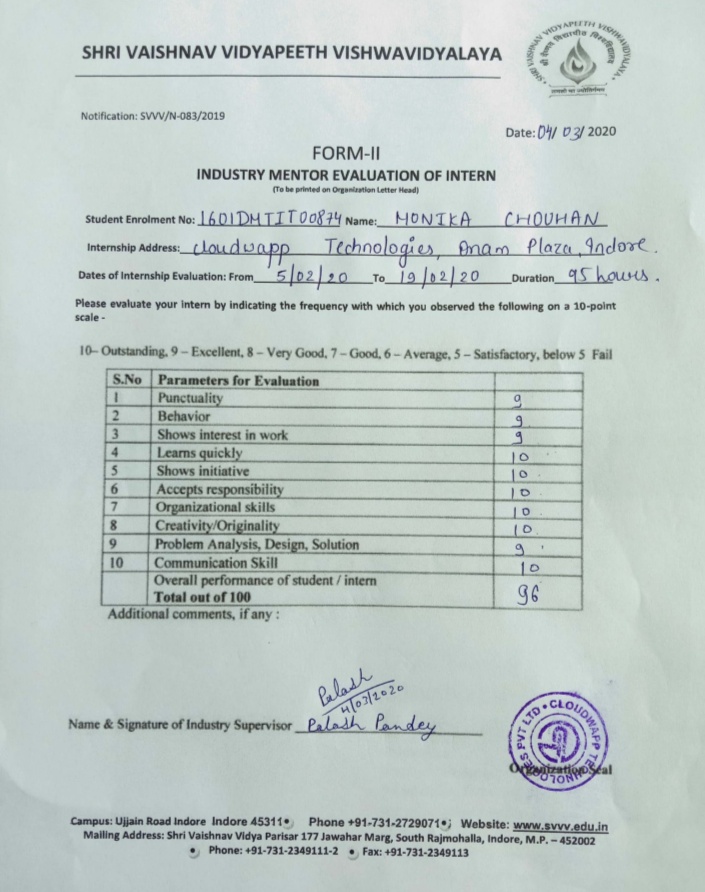 SHRI VAISHNAV VIDYAPEETH VISHWAVIDYALAYA
SHRI VAISHNAV VIDYAPEETH VISHWAVIDYALAYA
श्री वैष्णव विद्यापीठ विश्वविद्यालय
Notification: SVVV/N-083/2019
Date: 04/03/2020
FORM-II
INDUSTRY MENTOR EVALUATION OF INTERN
(To be printed on Organization Letter Head)
Student Enrolment No: 1601DMTIT00874 Name: MONIKA CHOUHAN
Internship Address: Cloudwapp Technologies, Anam Plaza, Indore.
Dates of Internship Evaluation: From 5/02/20 To 19/02/20 Duration 95 hours.
Please evaluate your intern by indicating the frequency with which you observed the following on a 10-point
scale -
10– Outstanding, 9 – Excellent, 8 – Very Good, 7 – Good, 6 – Average, 5 – Satisfactory, below 5 Fail
S.No Parameters for Evaluation
1 Punctuality 9
2 Behavior 9
3 Shows interest in work 9
4 Learns quickly 10
5 Shows initiative 10
6 Accepts responsibility 10
7 Organizational skills 10
8 Creativity/Originality 10
9 Problem Analysis, Design, Solution 9
10 Communication Skill 10
Overall performance of student / intern
Total out of 100 96
Additional comments, if any :
Palash
4/03/2020
Name & Signature of Industry Supervisor Palash Pandey
CLOUDWAPP TECHNOLOGIES PVT LTD
Organization Seal
Campus: Ujjain Road Indore Indore 45311 Phone +91-731-2729071 ; Website: www.svvv.edu.in
Mailing Address: Shri Vaishnav Vidya Parisar 177 Jawahar Marg, South Rajmohalla, Indore, M.P. – 452002
• Phone: +91-731-2349111-2 • Fax: +91-731-2349113